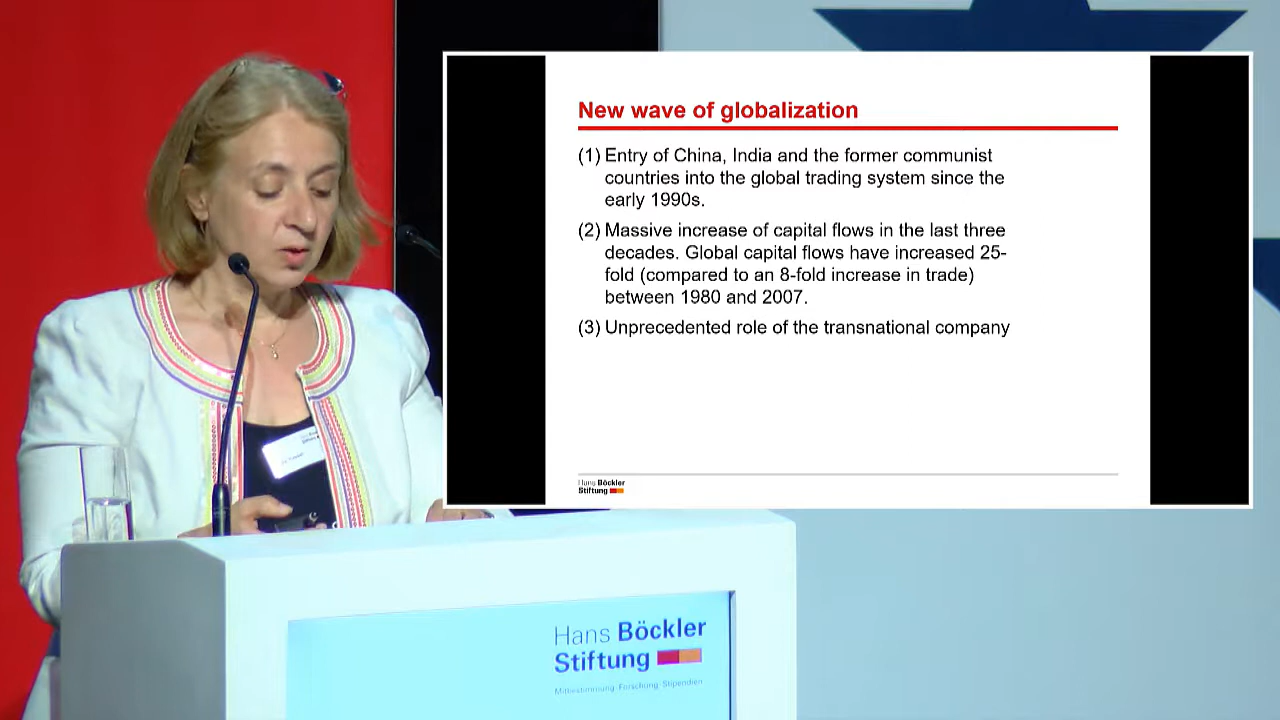 New wave of globalization
(1) Entry of China, India and the former communist
countries into the global trading system since the
early 1990s.
(2) Massive increase of capital flows in the last three
decades. Global capital flows have increased 25-
fold (compared to an 8-fold increase in trade)
between 1980 and 2007.
(3) Unprecedented role of the transnational company
Hans Böckler
Stiftung
Hans Böckler
Stiftung
Mitbestimmung·Forschung·Stipendien